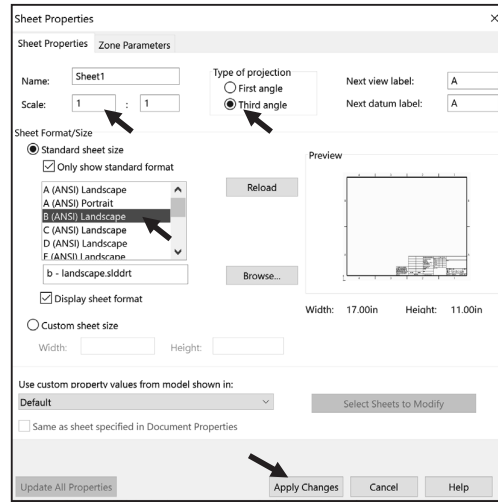 Sheet Properties
Sheet Properties Zone Parameters
Name: Sheet1
Scale: 1 : 1
Type of projection
First angle
Third angle
Next view label: A
Next datum label: A
Sheet Format/Size
Standard sheet size
Only show standard format
A (ANSI) Landscape
A (ANSI) Portrait
B (ANSI) Landscape
C (ANSI) Landscape
D (ANSI) Landscape
E (ANSI) Landscape
Reload
b - landscape.slddrt
Browse...
Display sheet format
Custom sheet size
Width: Height:
Preview
Width: 17.00in Height: 11.00in
Use custom property values from model shown in:
Default
Select Sheets to Modify
Same as sheet specified in Document Properties
Update All Properties Apply Changes Cancel Help